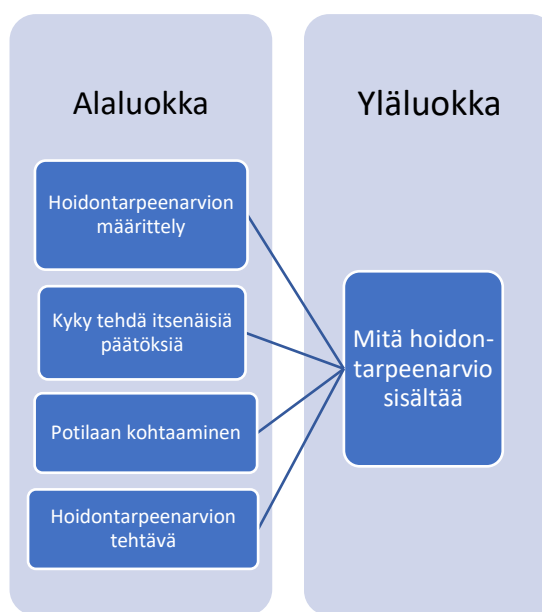 Alaluokka
Hoidontarpeenarvion
määrittely
Kyky tehdä itsenäisiä
päätöksiä
Potilaan kohtaaminen
Hoidontarpeenarvion
tehtävä
Yläluokka
Mitä hoidon-
tarpeenarvio
sisältää